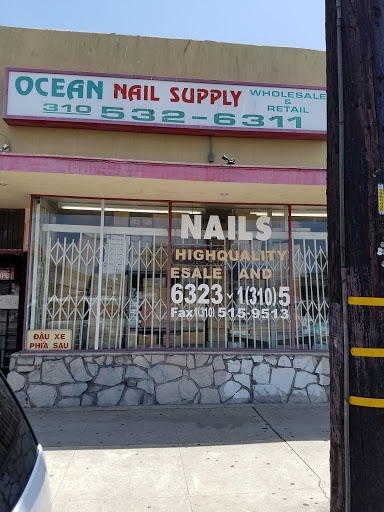 OCEAN NAIL SUPPLY WHOLESALE & RETAIL
310 532-6311
NAILS
HIGHQUALITY
ESALE AND
6323 1(310)5
Fax1(310) 515-9513
ĐẬU XE
PHÍA SAU